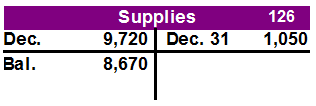 Supplies 126
Dec. 9,720 Dec. 31 1,050
Bal. 8,670